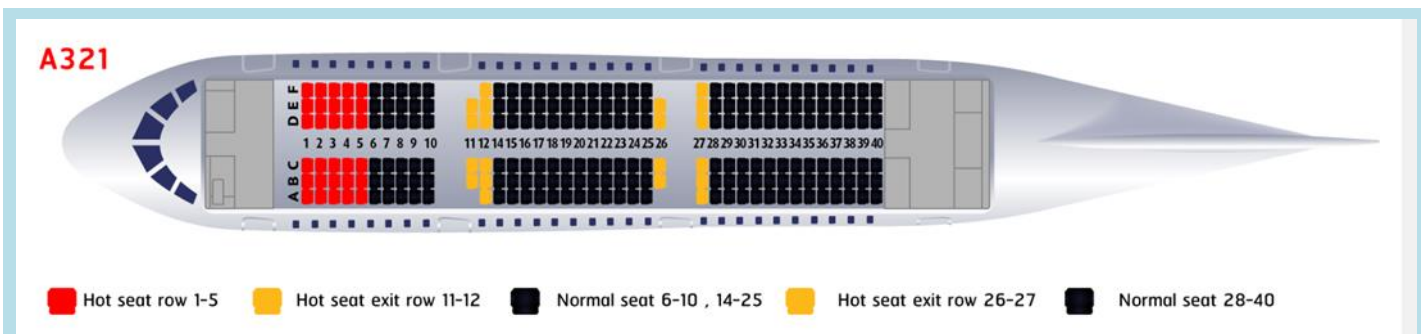 A321
F
E
D
1 2 3 4 5 6 7 8 9 10 11 12 14 15 16 17 18 19 20 21 22 23 24 25 26 27 28 29 30 31 32 33 34 35 36 37 38 39 40
C
B
A
Hot seat row 1-5 Hot seat exit row 11-12 Normal seat 6-10 , 14-25 Hot seat exit row 26-27 Normal seat 28-40